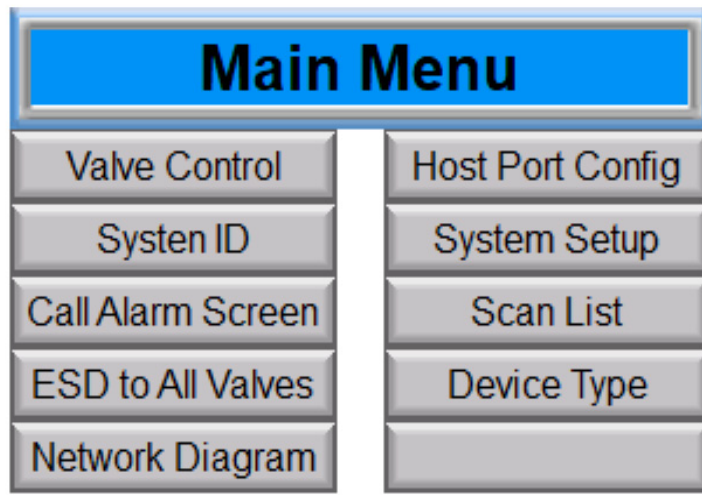 Main Menu
Valve Control
Host Port Config
Systen ID
System Setup
Call Alarm Screen
Scan List
ESD to All Valves
Device Type
Network Diagram